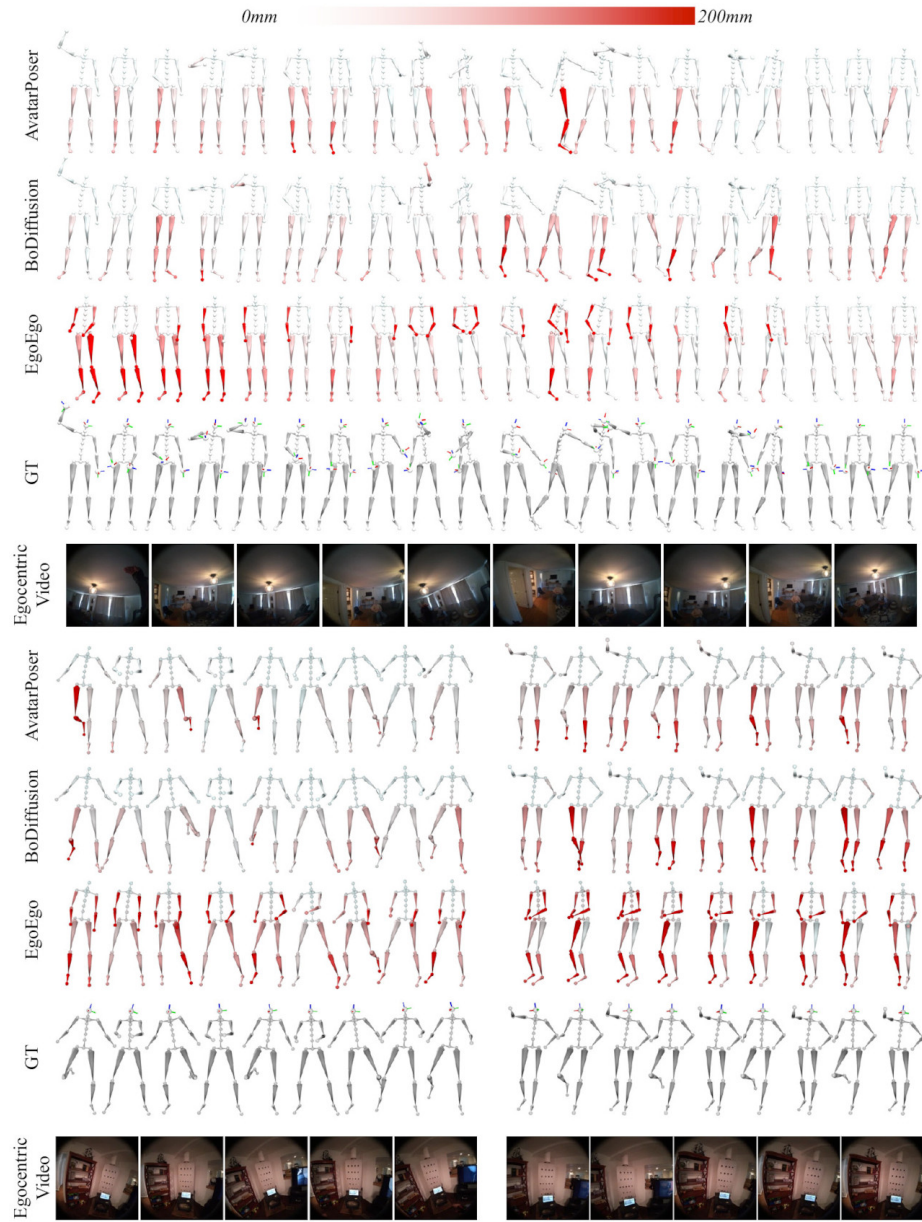 0mm 200mm
AvatarPoser
BoDiffusion
EgoEgo
GT
Egocentric
Video
AvatarPoser
BoDiffusion
EgoEgo
GT
Egocentric
Video